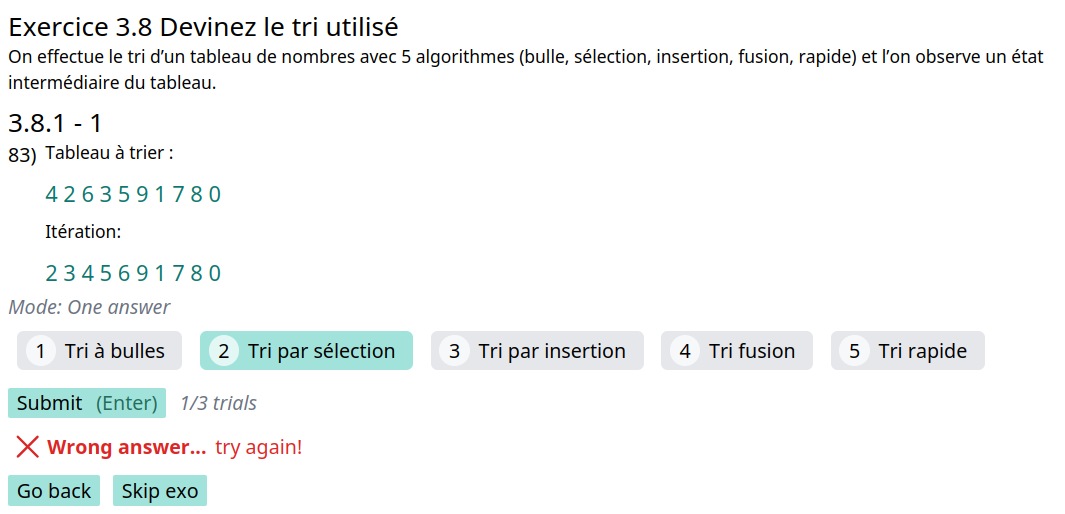 Exercice 3.8 Devinez le tri utilisé
On effectue le tri d’un tableau de nombres avec 5 algorithmes (bulle, sélection, insertion, fusion, rapide) et l’on observe un état
intermédiaire du tableau.
3.8.1 - 1
83) Tableau à trier :
4 2 6 3 5 9 1 7 8 0
Itération:
2 3 4 5 6 9 1 7 8 0
Mode: One answer
1 Tri à bulles 2 Tri par sélection 3 Tri par insertion 4 Tri fusion 5 Tri rapide
Submit (Enter) 1/3 trials
Wrong answer... try again!
Go back Skip exo